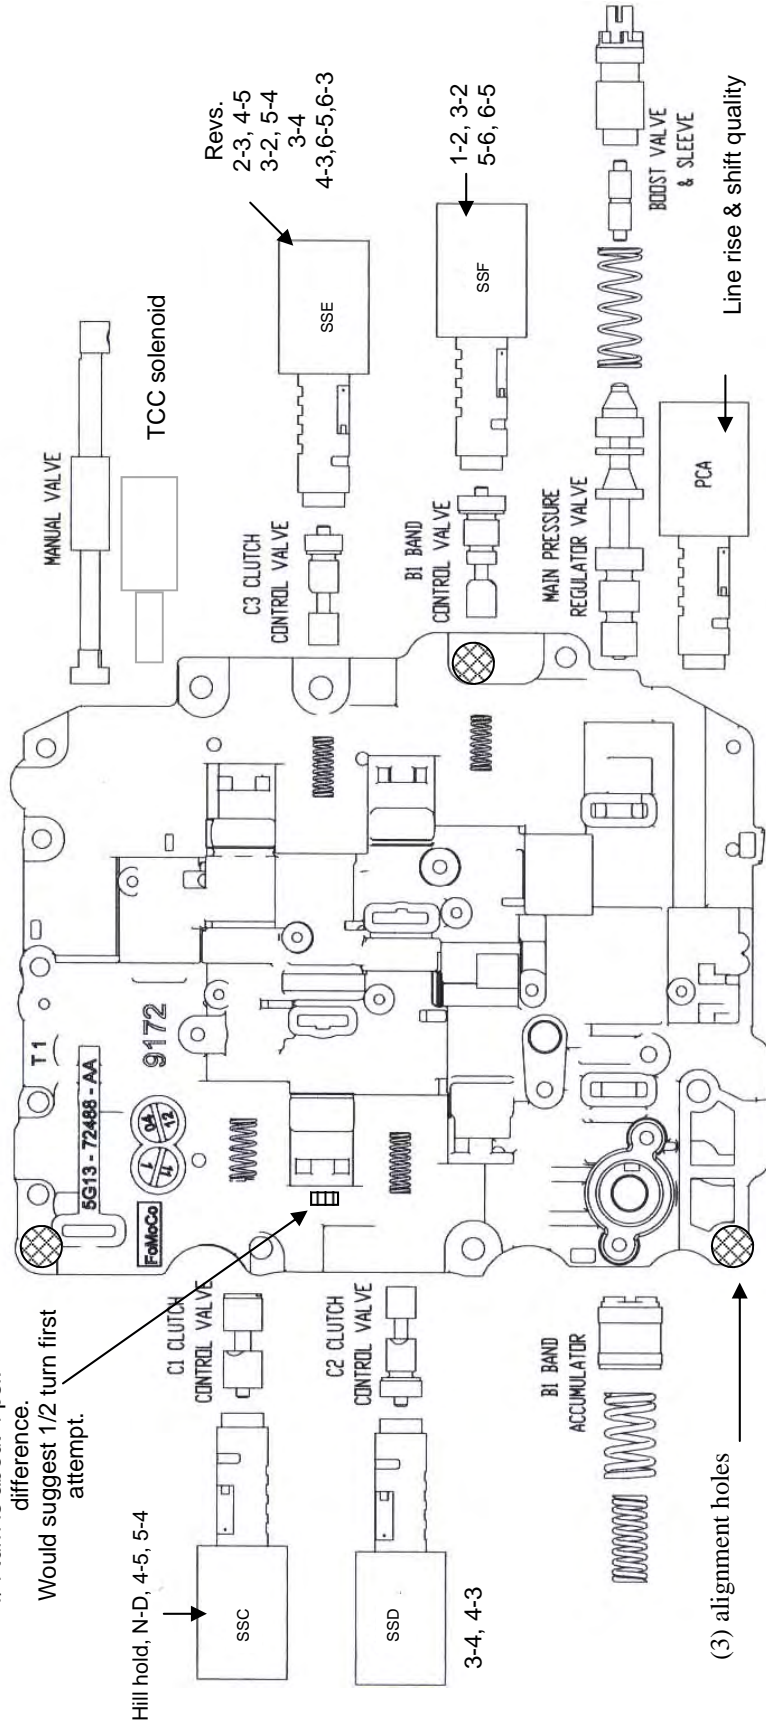 difference.
Would suggest 1/2 turn first
attempt.
Hill hold, N-D, 4-5, 5-4
SSC
C1 CLUTCH
CONTROL VALVE
SSD
3-4, 4-3
C2 CLUTCH
CONTROL VALVE
B1 BAND
ACCUMULATOR
(3) alignment holes
FoMoCo
5G13 - 72488 - AA
T1
9172
11
1
04
12
MANUAL VALVE
TCC solenoid
C3 CLUTCH
CONTROL VALVE
SSE
Revs.
2-3, 4-5
3-2, 5-4
3-4
4-3,6-5,6-3
B1 BAND
CONTROL VALVE
SSF
1-2, 3-2
5-6, 6-5
MAIN PRESSURE
REGULATOR VALVE
BOOST VALVE
& SLEEVE
PCA
Line rise & shift quality